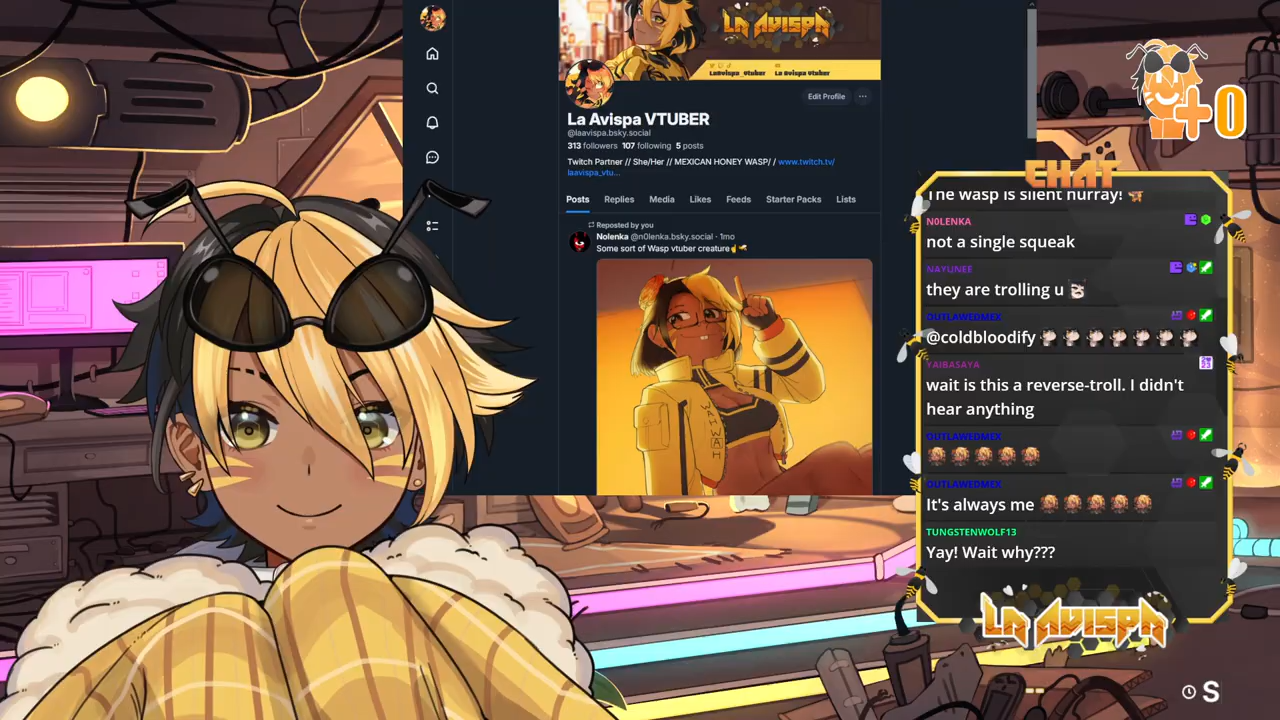 LA AVISPA
LaAvispa_Vtuber
La Avispa Vtuber
Edit Profile
La Avispa VTUBER
@laavispa.bsky.social
313 followers 107 following 5 posts
Twitch Partner // She/Her // MEXICAN HONEY WASP/ / www.twitch.tv/
laavispa_vtu...
Posts Replies Media Likes Feeds Starter Packs Lists
Reposted by you
Nolenka @n0lenka.bsky.social · 1mo
Some sort of Wasp vtuber creature
+0
CHAT
The wasp is silent hurray!
N0LENKA
not a single squeak
NAYUNEE
they are trolling u
OUTLAWEDMEX
@coldbloodify
YAIBASAYA
wait is this a reverse-troll. I didn't
hear anything
OUTLAWEDMEX
OUTLAWEDMEX
It's always me
TUNGSTENWOLF13
Yay! Wait why???
LA AVISPA
S